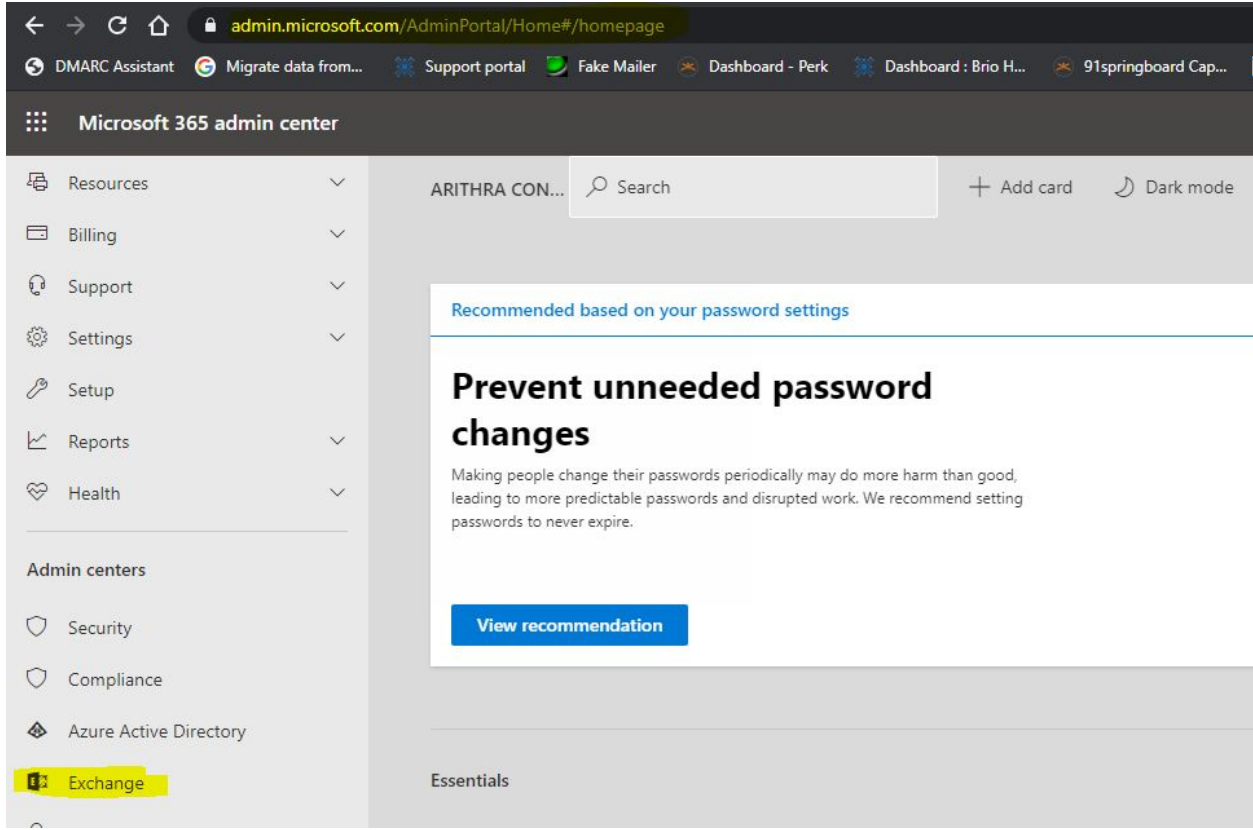 admin.microsoft.com/AdminPortal/Home#/homepage
DMARC Assistant Migrate data from... Support portal Fake Mailer Dashboard - Perk Dashboard : Brio H... 91springboard Cap...
Microsoft 365 admin center
Resources
Billing
Support
Settings
Setup
Reports
Health
Admin centers
Security
Compliance
Azure Active Directory
Exchange
ARITHRA CON... Search Add card Dark mode
Recommended based on your password settings
Prevent unneeded password
changes
Making people change their passwords periodically may do more harm than good,
leading to more predictable passwords and disrupted work. We recommend setting
passwords to never expire.
View recommendation
Essentials